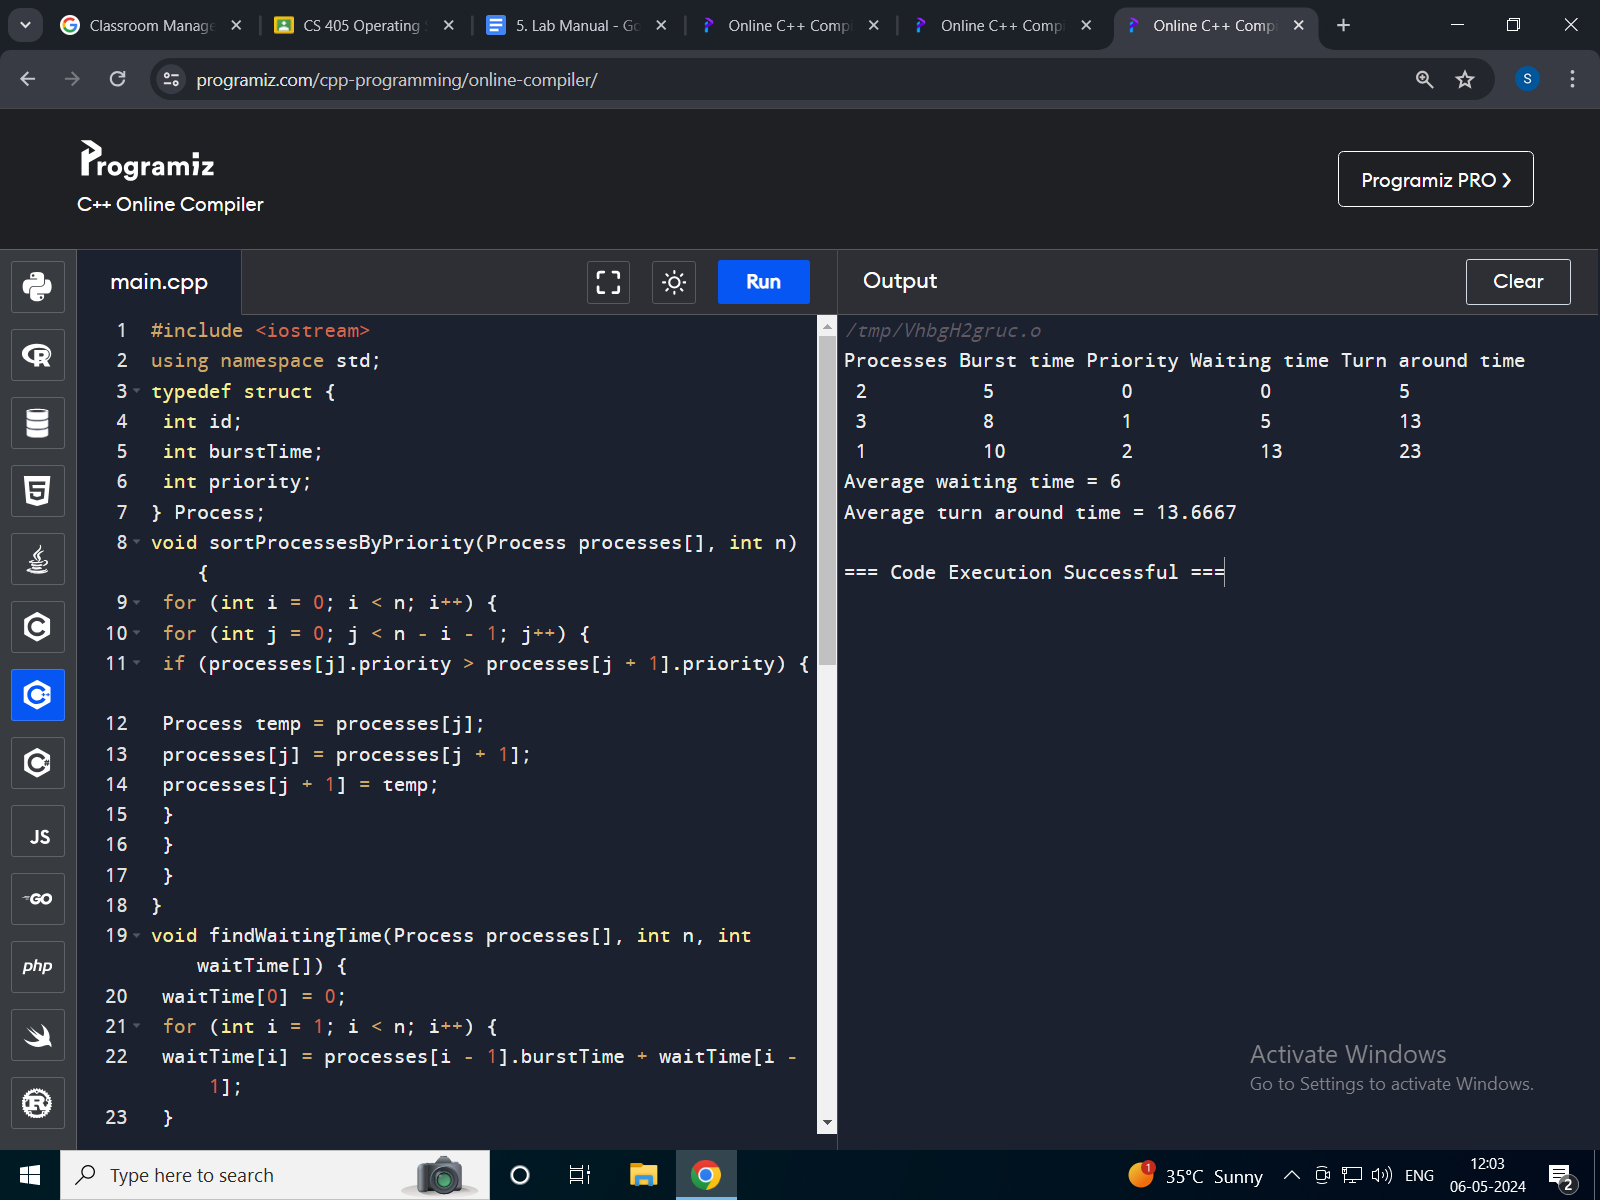 Classroom Manage
CS 405 Operating
5. Lab Manual - Go
Online C++ Comp
Online C++ Comp
Online C++ Compi
programiz.com/cpp-programming/online-compiler/
S
Programiz
C++ Online Compiler
Programiz PRO ❯
main.cpp
Run
Output
Clear
1 #include <iostream>
2 using namespace std;
3 typedef struct {
4 int id;
5 int burstTime;
6 int priority;
7 } Process;
8 void sortProcessesByPriority(Process processes[], int n)
{
9 for (int i = 0; i < n; i++) {
10 for (int j = 0; j < n - i - 1; j++) {
11 if (processes[j].priority > processes[j + 1].priority) {
12 Process temp = processes[j];
13 processes[j] = processes[j + 1];
14 processes[j + 1] = temp;
15 }
16 }
17 }
18 }
19 void findWaitingTime(Process processes[], int n, int
waitTime[]) {
20 waitTime[0] = 0;
21 for (int i = 1; i < n; i++) {
22 waitTime[i] = processes[i - 1].burstTime + waitTime[i -
1];
23 }
/tmp/VhbgH2gruc.o
Processes Burst time Priority Waiting time Turn around time
2 5 0 0 5
3 8 1 5 13
1 10 2 13 23
Average waiting time = 6
Average turn around time = 13.6667
=== Code Execution Successful ===
JS
GO
php
Activate Windows
Go to Settings to activate Windows.
Type here to search
1
35°C Sunny
ENG
12:03
06-05-2024
2